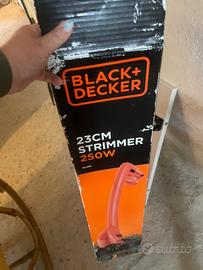 BLACK+
DECKER
23CM
STRIMMER
250W
subito